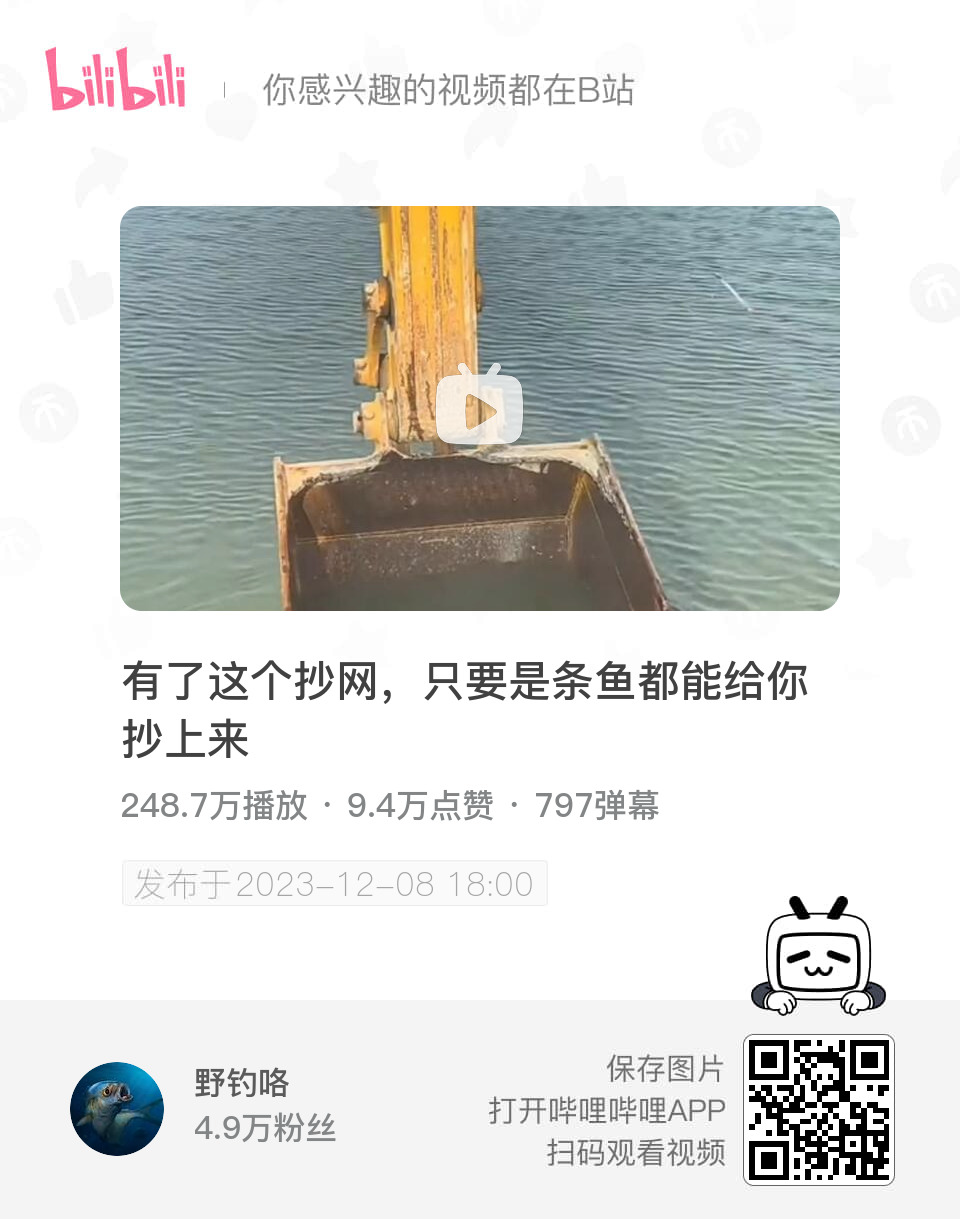 bilibili
你感兴趣的视频都在B站
有了这个抄网，只要是条鱼都能给你
抄上来
248.7万播放 · 9.4万点赞 · 797弹幕
发布于2023-12-08 18:00
野钓咯
4.9万粉丝
保存图片
打开哔哩哔哩APP
扫码观看视频